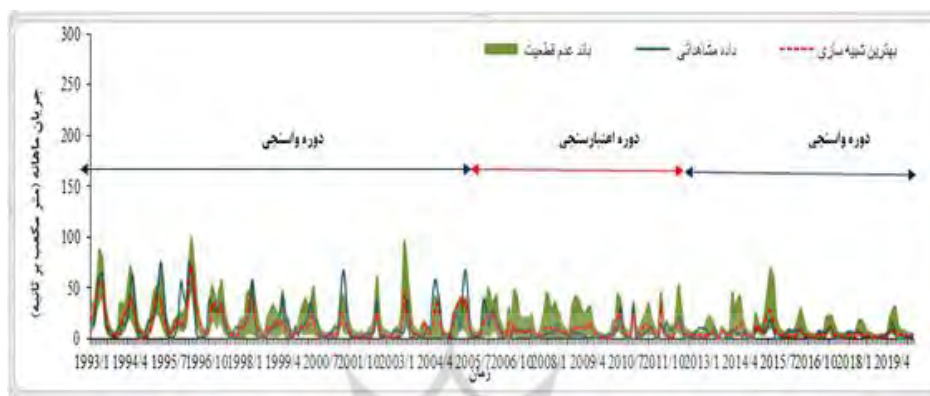 300
باند عدم قطعیت
داده مشاهداتی
بهترین شبیه سازی
250
200
دوره واسنجی
دوره اعتبارسنجی
دوره واسنجی
150
100
50
0
جریان ماهانه (متر مکعب بر ثانیه)
1993/1 1994/4 1995/7 1996/10 1998/1 1999/4 2000/7 2001/10 2003/1 2004/4 2005/7 2006/10 2008/1 2009/4 2010/7 2011/10 2013/1 2014/4 2015/7 2016/10 2018/1 2019/4
زمان